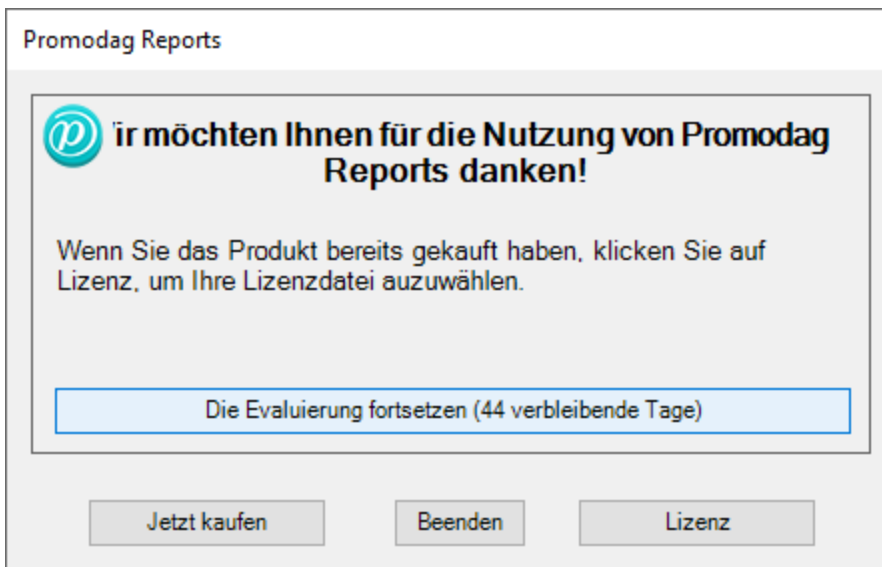 Promodag Reports
ir möchten Ihnen für die Nutzung von Promodag
Reports danken!
Wenn Sie das Produkt bereits gekauft haben, klicken Sie auf
Lizenz, um Ihre Lizenzdatei auzuwählen.
Die Evaluierung fortsetzen (44 verbleibende Tage)
Jetzt kaufen Beenden Lizenz